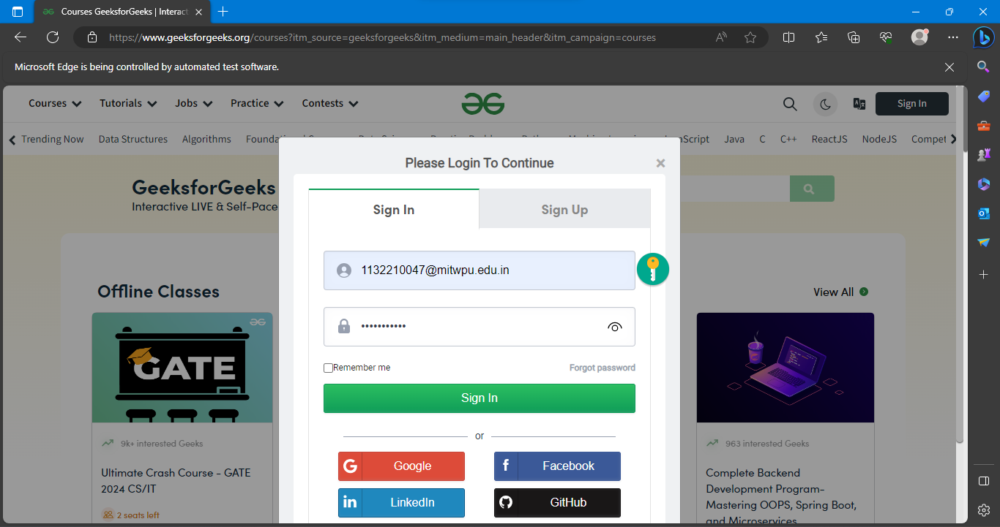 Courses GeeksforGeeks | Interact
https://www.geeksforgeeks.org/courses?itm_source=geeksforgeeks&itm_medium=main_header&itm_campaign=courses
Microsoft Edge is being controlled by automated test software.
Courses Tutorials Jobs Practice Contests Sign In
Trending Now Data Structures Algorithms Script Java C C++ ReactJS NodeJS Compet
Please Login To Continue
GeeksforGeeks
Interactive LIVE & Self-Pace
Sign In Sign Up
1132210047@mitwpu.edu.in
•••••••••••
Remember me Forgot password
Sign In
or
Google Facebook
LinkedIn GitHub
Offline Classes
View All
GATE
9k+ interested Geeks
Ultimate Crash Course - GATE
2024 CS/IT
2 seats left
963 interested Geeks
Complete Backend
Development Program-
Mastering OOPS, Spring Boot,
and Microservices